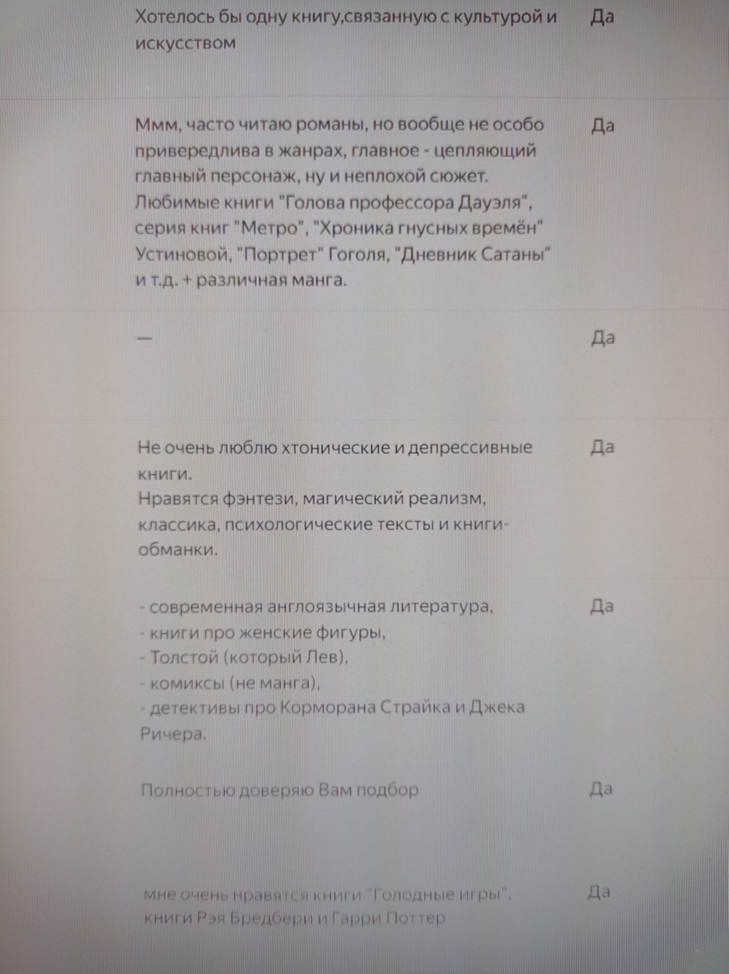 Хотелось бы одну книгу,связанную с культурой и Да
искусством
Ммм, часто читаю романы, но вообще не особо Да
привередлива в жанрах, главное - цепляющий
главный персонаж, ну и неплохой сюжет.
Любимые книги "Голова профессора Дауэля",
серия книг "Метро", "Хроника гнусных времён"
Устиновой, "Портрет" Гоголя, "Дневник Сатаны"
и т.д. + различная манга.
— Да
Не очень люблю хтонические и депрессивные Да
книги.
Нравятся фэнтези, магический реализм,
классика, психологические тексты и книги-
обманки.
- современная англоязычная литература, Да
- книги про женские фигуры,
- Толстой (который Лев),
- комиксы (не манга),
- детективы про Корморана Страйка и Джека
Ричера.
Полностью доверяю Вам подбор Да
мне очень нравятся книги "Голодные игры", Да
книги Рэя Бредбери и Гарри Поттер